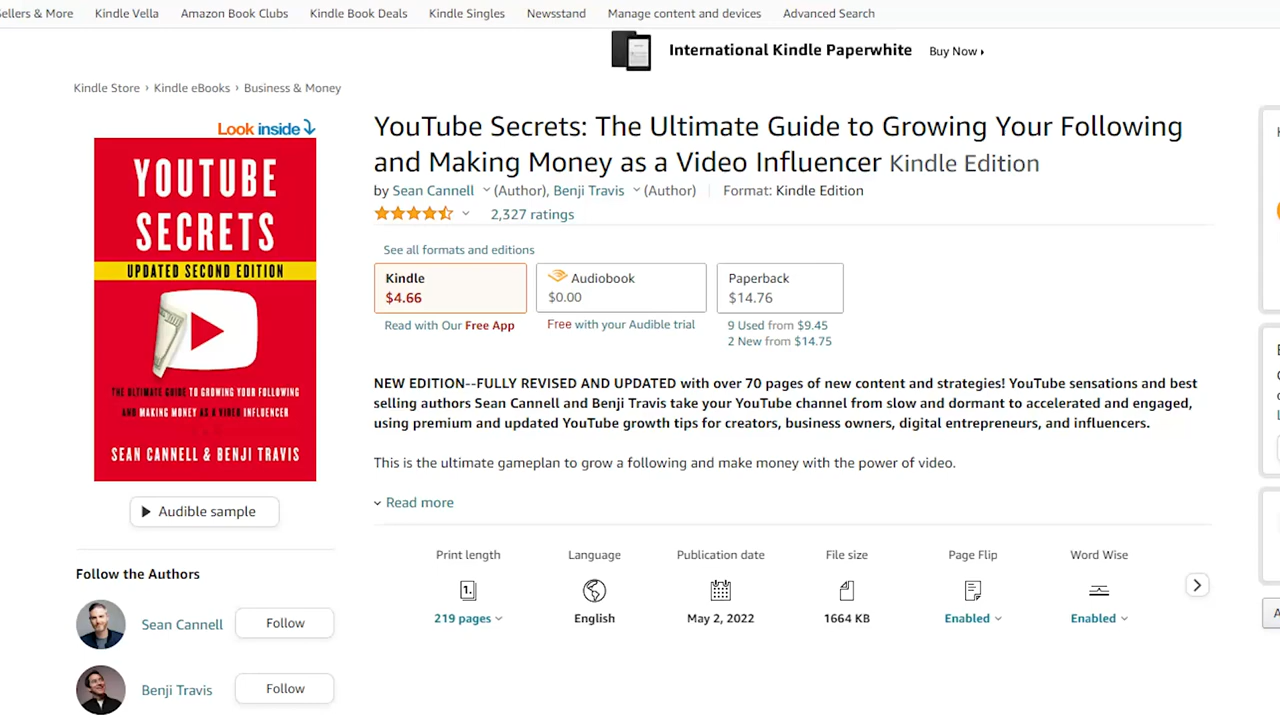 ellers & More Kindle Vella Amazon Book Clubs Kindle Book Deals Kindle Singles Newsstand Manage content and devices Advanced Search
International Kindle Paperwhite Buy Now ›
Kindle Store › Kindle eBooks › Business & Money
Look inside
YOUTUBE
SECRETS
UPDATED SECOND EDITION
THE ULTIMATE GUIDE TO GROWING YOUR FOLLOWING
AND MAKING MONEY AS A VIDEO INFLUENCER
SEAN CANNELL & BENJI TRAVIS
Audible sample
Follow the Authors
Sean Cannell Follow
Benji Travis Follow
YouTube Secrets: The Ultimate Guide to Growing Your Following
and Making Money as a Video Influencer Kindle Edition
by Sean Cannell (Author), Benji Travis (Author) Format: Kindle Edition
2,327 ratings
See all formats and editions
Kindle
$4.66
Read with Our Free App
Audiobook
$0.00
Free with your Audible trial
Paperback
$14.76
9 Used from $9.45
2 New from $14.75
NEW EDITION--FULLY REVISED AND UPDATED with over 70 pages of new content and strategies! YouTube sensations and best
selling authors Sean Cannell and Benji Travis take your YouTube channel from slow and dormant to accelerated and engaged,
using premium and updated YouTube growth tips for creators, business owners, digital entrepreneurs, and influencers.
This is the ultimate gameplan to grow a following and make money with the power of video.
Read more
Print length Language Publication date File size Page Flip Word Wise
1.
219 pages English May 2, 2022 1664 KB Enabled Enabled